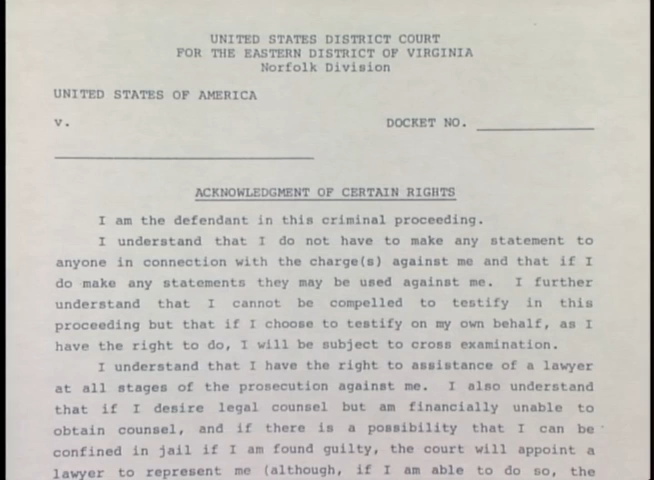 UNITED STATES DISTRICT COURT
FOR THE EASTERN DISTRICT OF VIRGINIA
Norfolk Division
UNITED STATES OF AMERICA
v.
DOCKET NO.
ACKNOWLEDGMENT OF CERTAIN RIGHTS
I am the defendant in this criminal proceeding.
I understand that I do not have to make any statement to
anyone in connection with the charge(s) against me and that if I
do make any statements they may be used against me. I further
understand that I cannot be compelled to testify in this
proceeding but that if I choose to testify on my own behalf, as I
have the right to do, I will be subject to cross examination.
I understand that I have the right to assistance of a lawyer
at all stages of the prosecution against me. I also understand
that if I desire legal counsel but am financially unable to
obtain counsel, and if there is a possibility that I can be
confined in jail if I am found guilty, the court will appoint a
lawyer to represent me (although, if I am able to do so, the